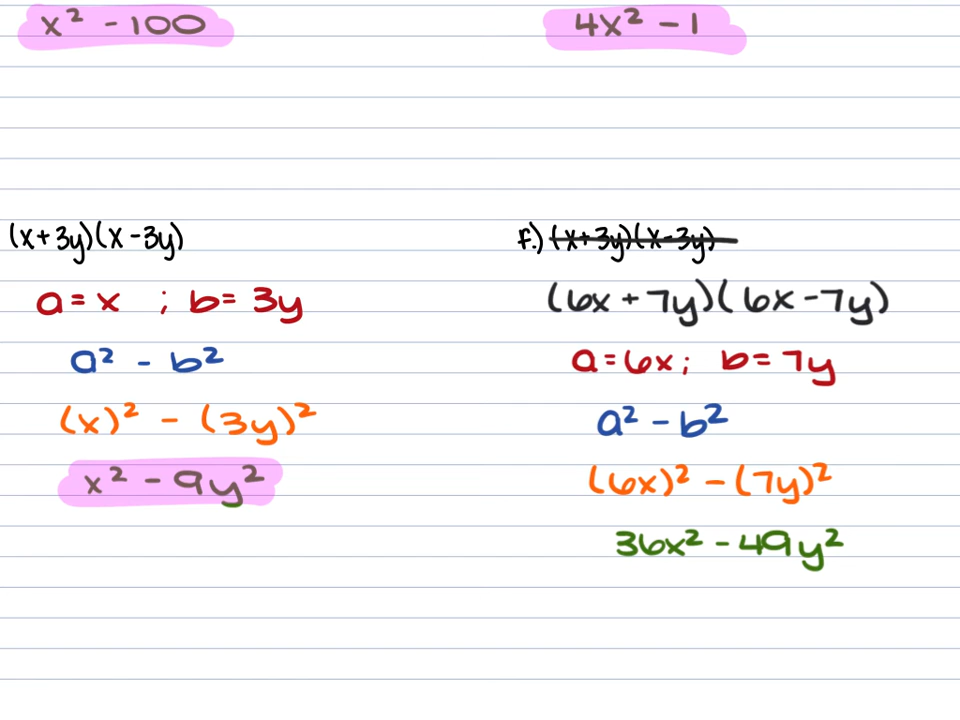 x² - 100
4x² - 1
(x+3y)(x-3y)
a = x ; b = 3y
a² - b²
(x)² - (3y)²
x² - 9y²
F.) (x+3y)(x-3y)
(6x+7y)(6x-7y)
a = 6x; b = 7y
a² - b²
(6x)² - (7y)²
36x² - 49y²